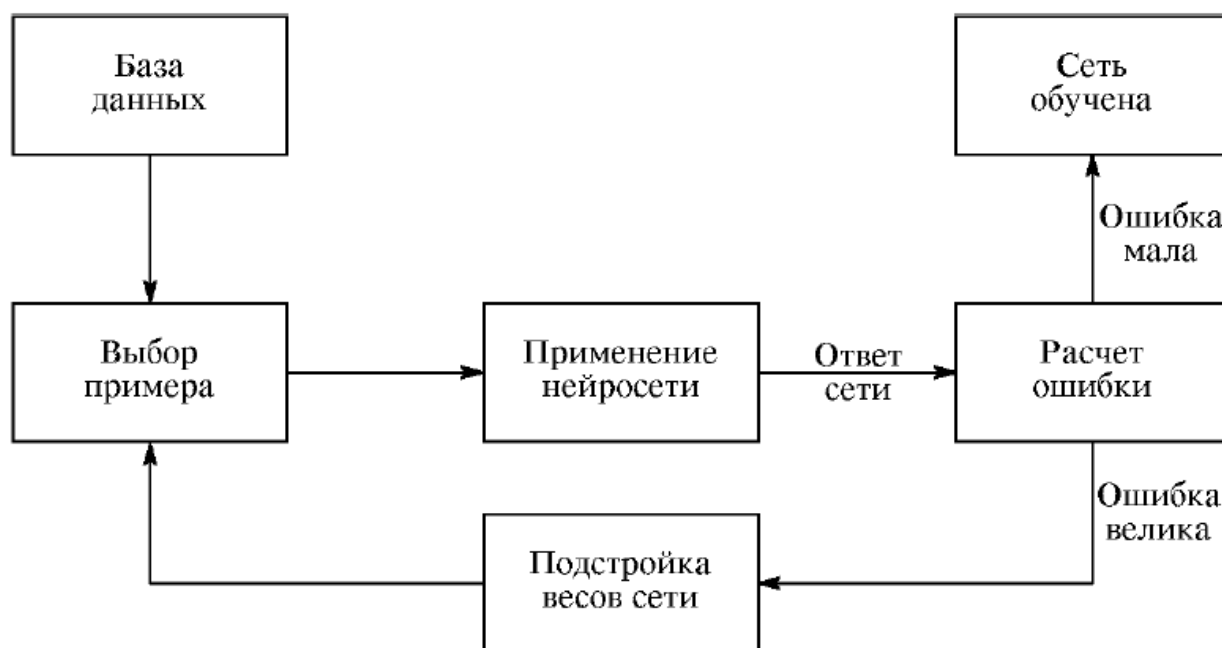 База
данных
Сеть
обучена
Ошибка
мала
Выбор
примера
Применение
нейросети
Ответ
сети
Расчет
ошибки
Ошибка
велика
Подстройка
весов сети